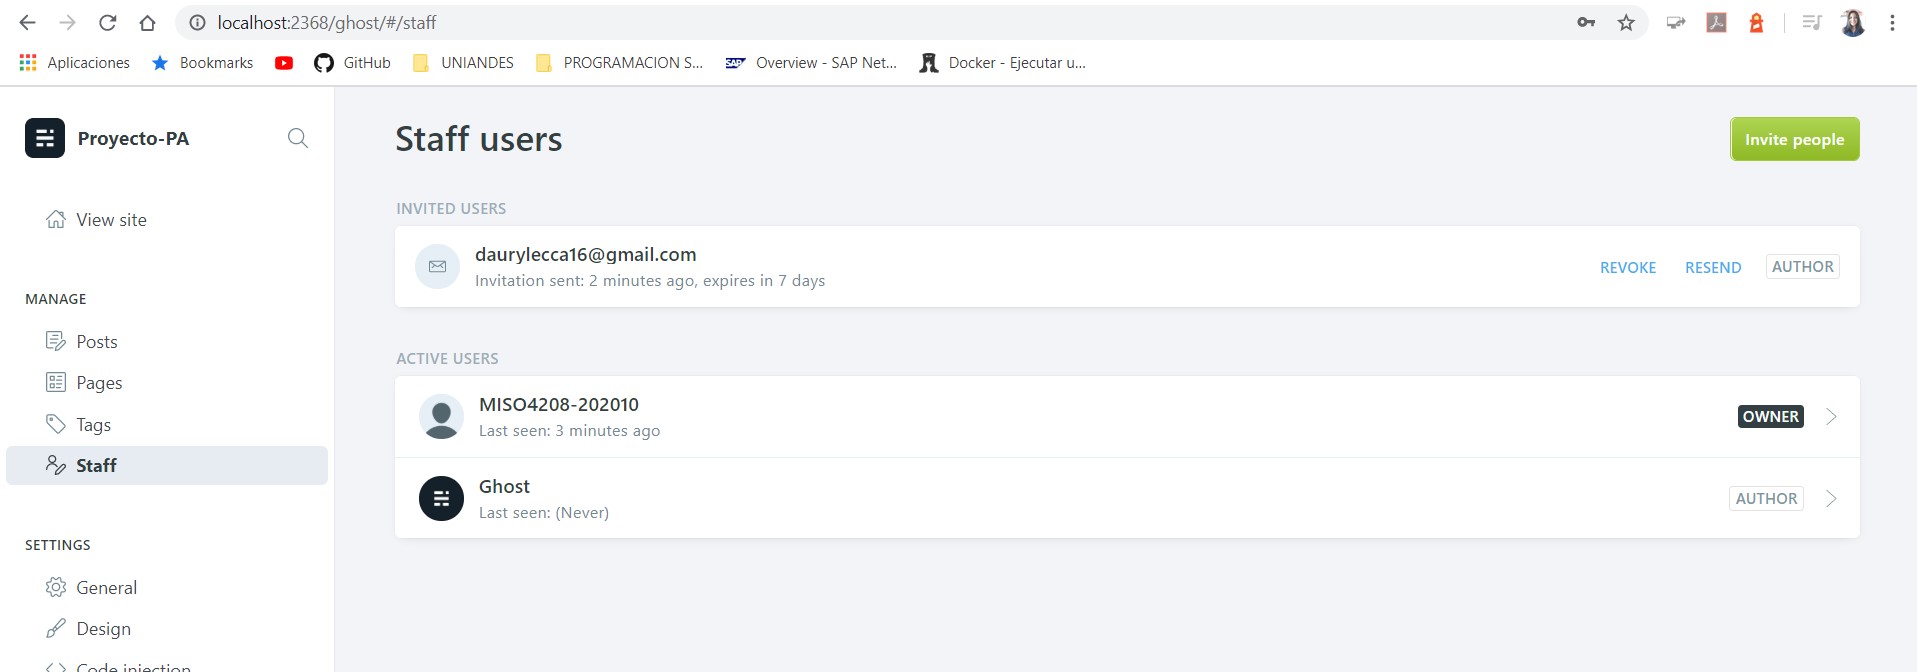 localhost:2368/ghost/#/staff
Aplicaciones Bookmarks GitHub UNIANDES PROGRAMACION S... SAP Overview - SAP Net... Docker - Ejecutar u...
Proyecto-PA
View site
MANAGE
Posts
Pages
Tags
Staff
SETTINGS
General
Design
Code injection
Staff users
Invite people
INVITED USERS
daurylecca16@gmail.com
Invitation sent: 2 minutes ago, expires in 7 days
REVOKE RESEND AUTHOR
ACTIVE USERS
MISO4208-202010
Last seen: 3 minutes ago
OWNER
Ghost
Last seen: (Never)
AUTHOR